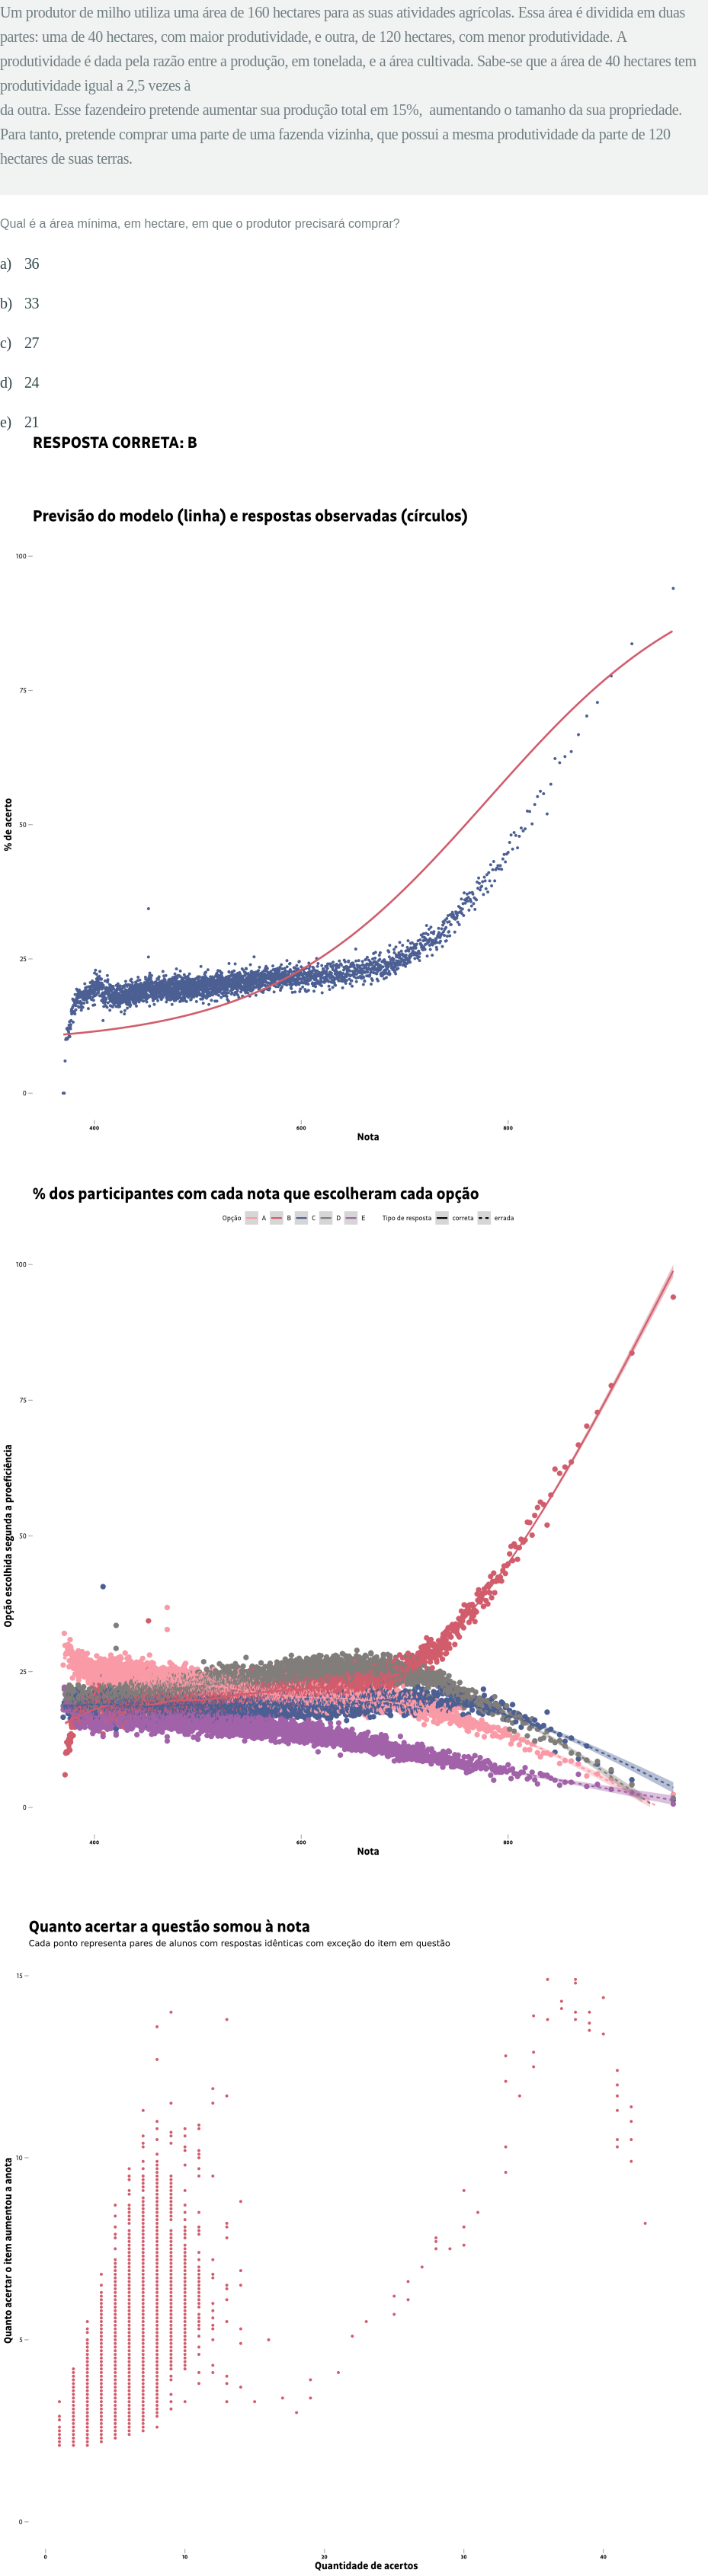 Um produtor de milho utiliza uma área de 160 hectares para as suas atividades agrícolas. Essa área é dividida em duas
partes: uma de 40 hectares, com maior produtividade, e outra, de 120 hectares, com menor produtividade. A
produtividade é dada pela razão entre a produção, em tonelada, e a área cultivada. Sabe-se que a área de 40 hectares tem
produtividade igual a 2,5 vezes à
da outra. Esse fazendeiro pretende aumentar sua produção total em 15%, aumentando o tamanho da sua propriedade.
Para tanto, pretende comprar uma parte de uma fazenda vizinha, que possui a mesma produtividade da parte de 120
hectares de suas terras.
Qual é a área mínima, em hectare, em que o produtor precisará comprar?
a) 36
b) 33
c) 27
d) 24
e) 21
RESPOSTA CORRETA: B
Previsão do modelo (linha) e respostas observadas (círculos)
100
75
50
25
0
% de acerto
400 600 800
Nota
% dos participantes com cada nota que escolheram cada opção
Opção A B C D E Tipo de resposta correta errada
100
75
50
25
0
Opção escolhida segunda a proeficiência
400 600 800
Nota
Quanto acertar a questão somou à nota
Cada ponto representa pares de alunos com respostas idênticas com exceção do item em questão
15
10
5
0
Quanto acertar o item aumentou a anota
0 10 20 30 40
Quantidade de acertos